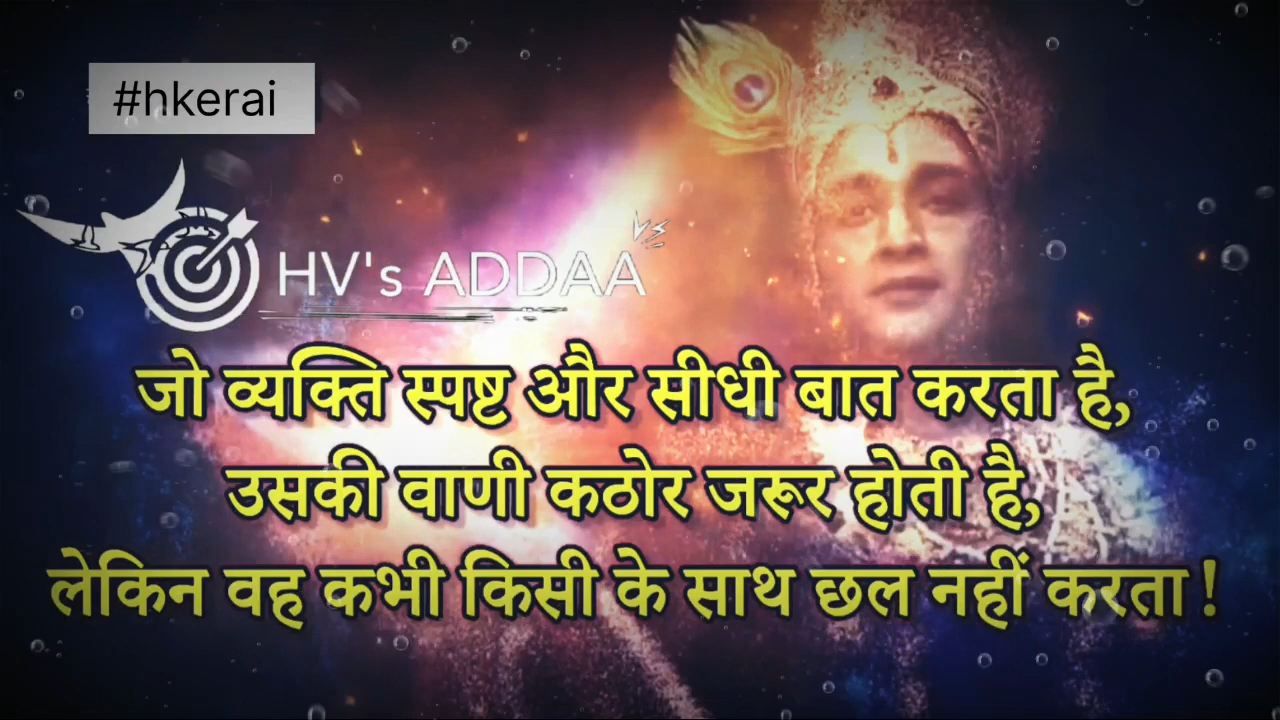 #hkerai
HV's ADDAA
जो व्यक्ति स्पष्ट और सीधी बात करता है,
उसकी वाणी कठोर जरूर होती है,
लेकिन वह कभी किसी के साथ छल नहीं करता!